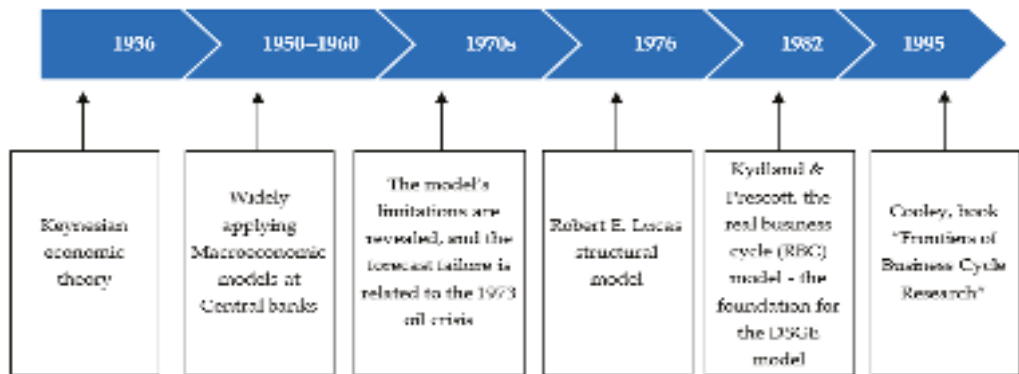 1936
1950–1960
1970s
1976
1982
1995
Keynesian
economic
theory
Widely
applying
Macroeconomic
models at
Central banks
The model's
limitations are
revealed, and the
forecast failure is
related to the 1973
oil crisis
Robert E. Lucas
structural
model
Kydland &
Prescott, the
real business
cycle (RBC)
model - the
foundation for
the DSGE
model
Cooley, book
"Frontiers of
Business Cycle
Research"